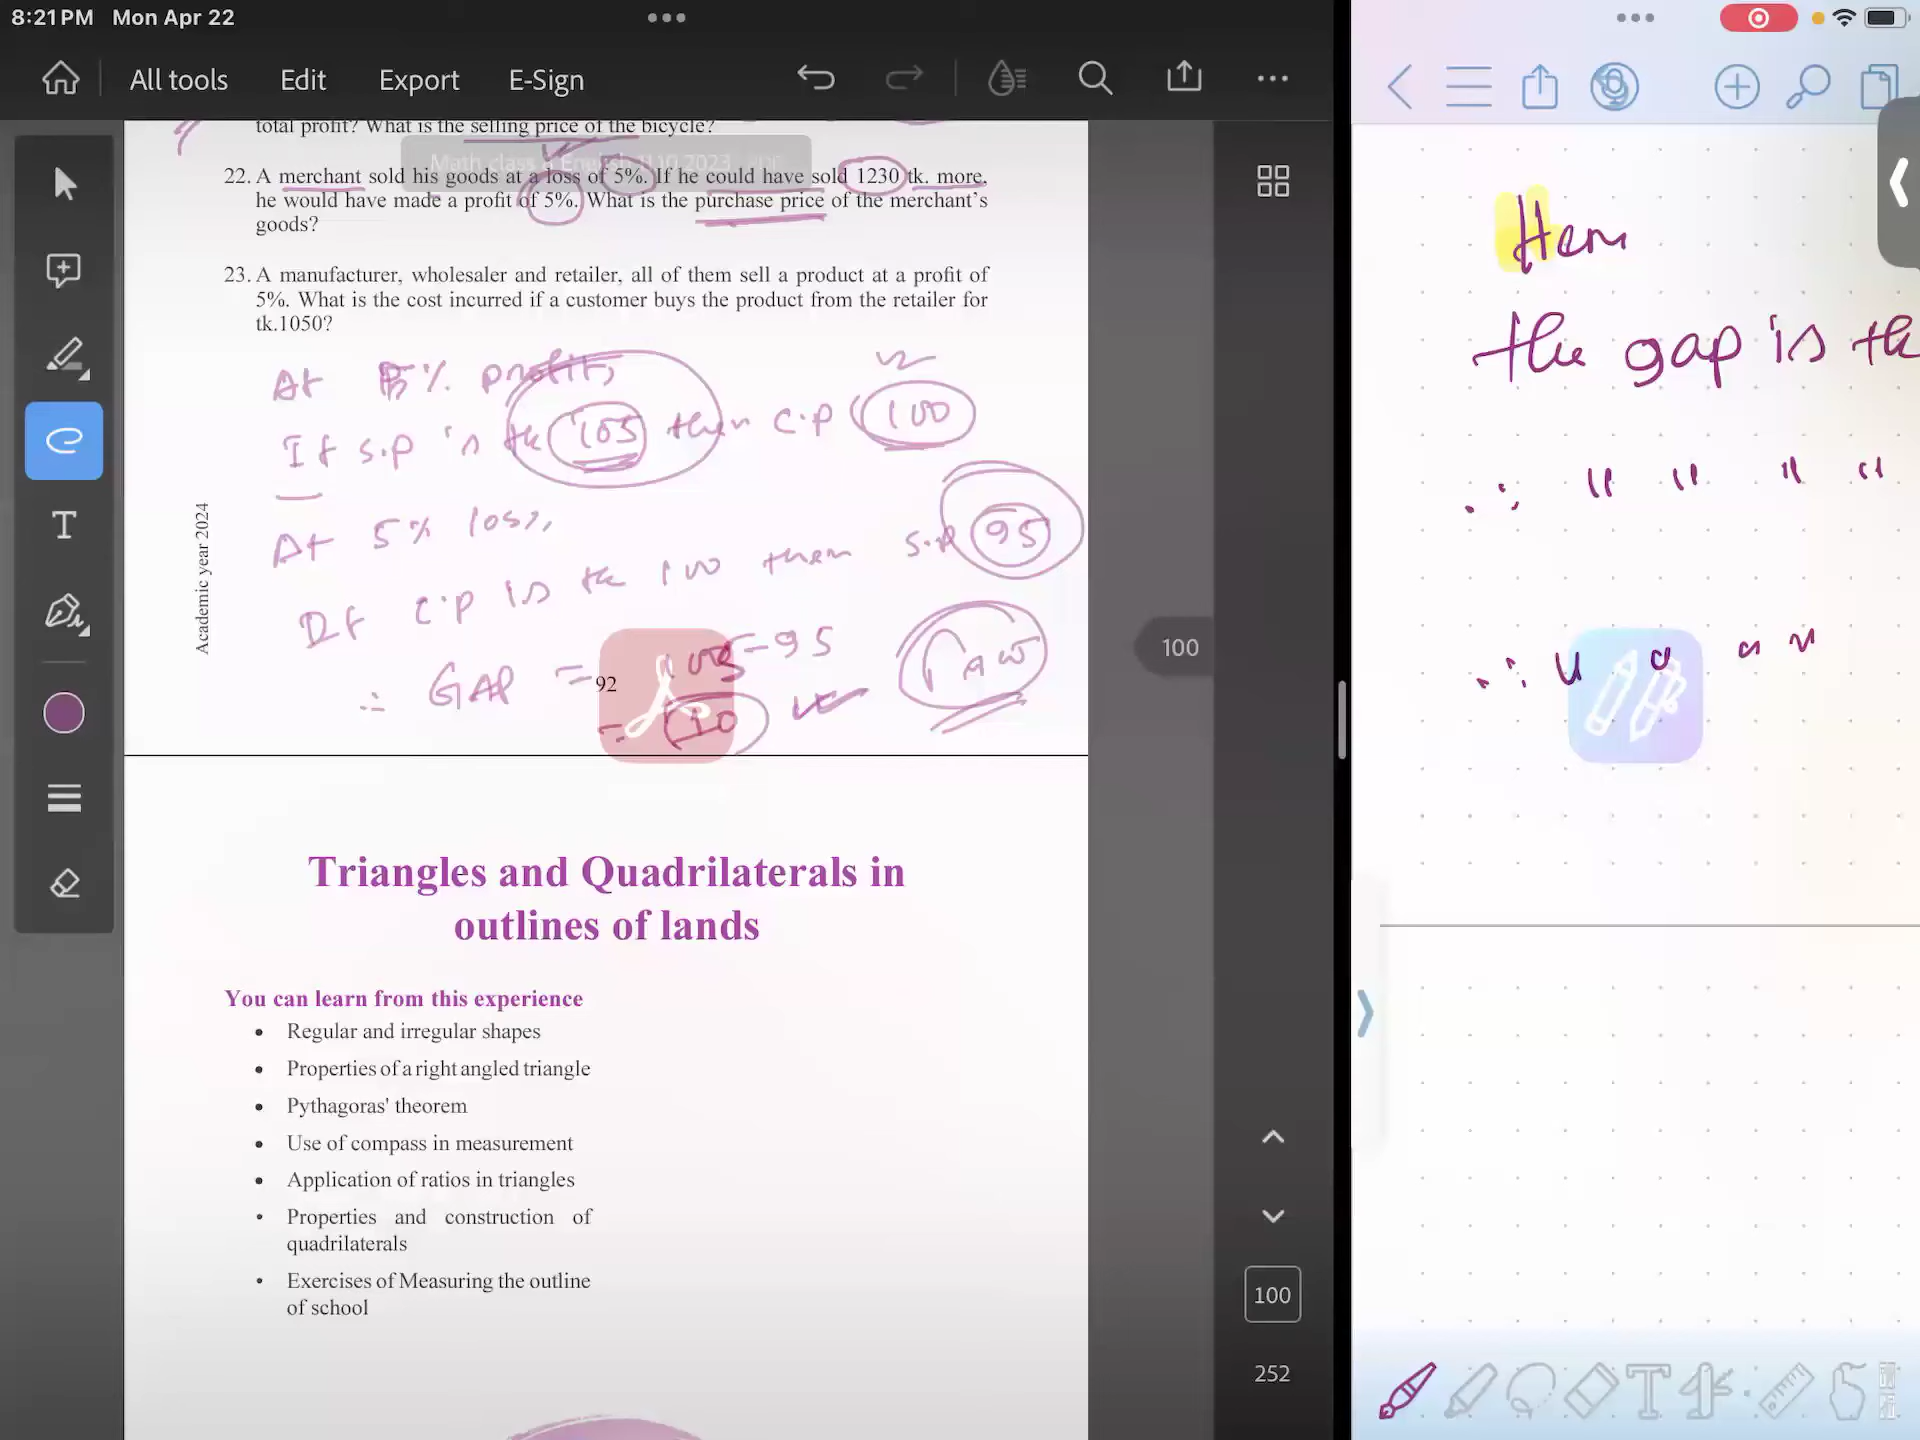 8:21 PM Mon Apr 22
All tools Edit Export E-Sign
total profit? What is the selling price of the bicycle?
22. A merchant sold his goods at a loss of 5%. If he could have sold 1230 tk. more,
he would have made a profit of 5%. What is the purchase price of the merchant's
goods?
23. A manufacturer, wholesaler and retailer, all of them sell a product at a profit of
5%. What is the cost incurred if a customer buys the product from the retailer for
tk.1050?
At 5% profit,
If s.p is tk 105 then c.p 100
At 5% loss,
If c.p is tk 100 then s.p 95
∴ GAP = 105-95
= 10
Raw
Academic year 2024
92
Triangles and Quadrilaterals in
outlines of lands
You can learn from this experience
• Regular and irregular shapes
• Properties of a right angled triangle
• Pythagoras' theorem
• Use of compass in measurement
• Application of ratios in triangles
• Properties and construction of
quadrilaterals
• Exercises of Measuring the outline
of school
100
100
252
the gap is
∴ " " " "
∴ " " " "